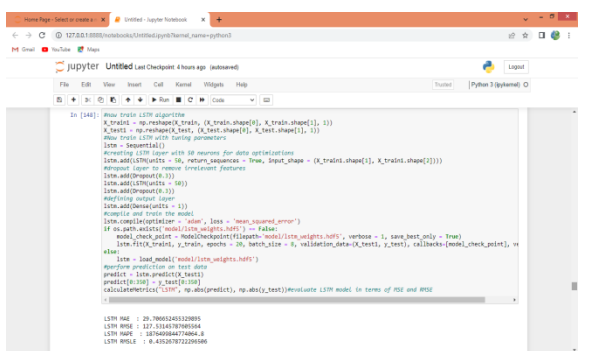 Home Page - Select or create a n
Untitled - Jupyter Notebook
127.0.0.1:8888/notebooks/Untitled.ipynb?kernel_name=python3
Gmail
YouTube
Maps
jupyter Untitled Last Checkpoint: 4 hours ago (autosaved)
Logout
File Edit View Insert Cell Kernel Widgets Help
Trusted
Python 3 (ipykernel)
Run
Code
In [148]: #now train LSTM algorithm
X_train1 = np.reshape(X_train, (X_train.shape[0], X_train.shape[1], 1))
X_test1 = np.reshape(X_test, (X_test.shape[0], X_test.shape[1], 1))
#Now train LSTM with tuning parameters
lstm = Sequential()
#creating LSTM layer with 50 neurons for data optimizations
lstm.add(LSTM(units = 50, return_sequences = True, input_shape = (X_train1.shape[1], X_train1.shape[2])))
#dropout layer to remove irrelevant features
lstm.add(Dropout(0.3))
lstm.add(LSTM(units = 50))
lstm.add(Dropout(0.3))
#defining output layer
lstm.add(Dense(units = 1))
#compile and train the model
lstm.compile(optimizer = 'adam', loss = 'mean_squared_error')
if os.path.exists('model/lstm_weights.hdf5') == False:
model_check_point = ModelCheckpoint(filepath='model/lstm_weights.hdf5', verbose = 1, save_best_only = True)
lstm.fit(X_train1, y_train, epochs = 20, batch_size = 8, validation_data=(X_test1, y_test), callbacks=[model_check_point], ve
else:
lstm = load_model('model/lstm_weights.hdf5')
#perform prediction on test data
predict = lstm.predict(X_test1)
predict[0:350] = y_test[0:350]
calculateMetrics("LSTM", np.abs(predict), np.abs(y_test))#evaluate LSTM model in terms of MSE and RMSE
LSTM MAE : 29.706652455329895
LSTM RMSE : 127.53145787605564
LSTM MAPE : 1876499844774064.8
LSTM RMSLE : 0.4352678722296506